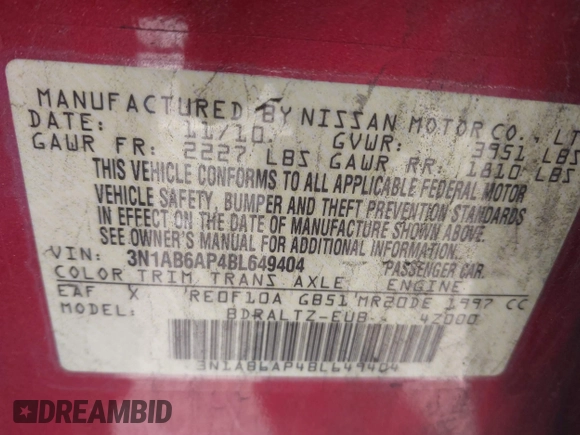 MANUFACTURED BY NISSAN MOTOR CO., LT
DATE: 11/10. GVWR: 3951 LBS
GAWR FR: 2227 LBS GAWR RR: 1810 LBS
THIS VEHICLE CONFORMS TO ALL APPLICABLE FEDERAL MOTOR
VEHICLE SAFETY, BUMPER AND THEFT PREVENTION STANDARDS
IN EFFECT ON THE DATE OF MANUFACTURE SHOWN ABOVE.
SEE OWNER'S MANUAL FOR ADDITIONAL INFORMATION.
VIN: 3N1AB6AP4BL649404 PASSENGER CAR
COLOR TRIM TRANS AXLE ENGINE
EAF X RE0F10A GB51 MR20DE 1997 CC
MODEL: BDRALTZ-EUB-- 4Z000
3N1AB6AP4BL649404
DREAMBID